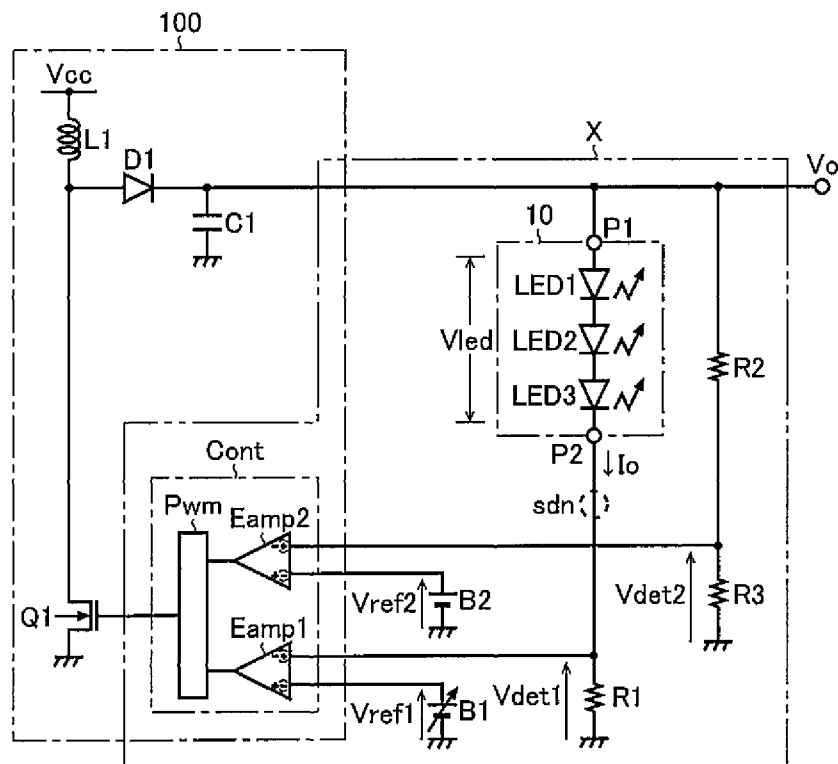 100
Vcc
L1
D1
X
Vo
C1
10
P1
LED1
Vled
LED2
LED3
R2
P2
Io
Cont
sdn
Pwm
Eamp2
Vref2
B2
Vdet2
R3
Q1
Eamp1
Vref1
B1
Vdet1
R1